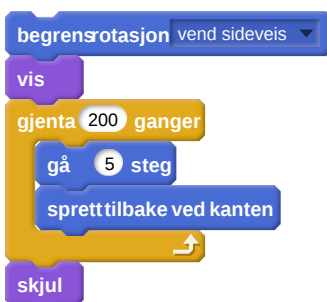 begrens rotasjon vend sideveis
vis
gjenta 200 ganger
gå 5 steg
sprett tilbake ved kanten
skjul